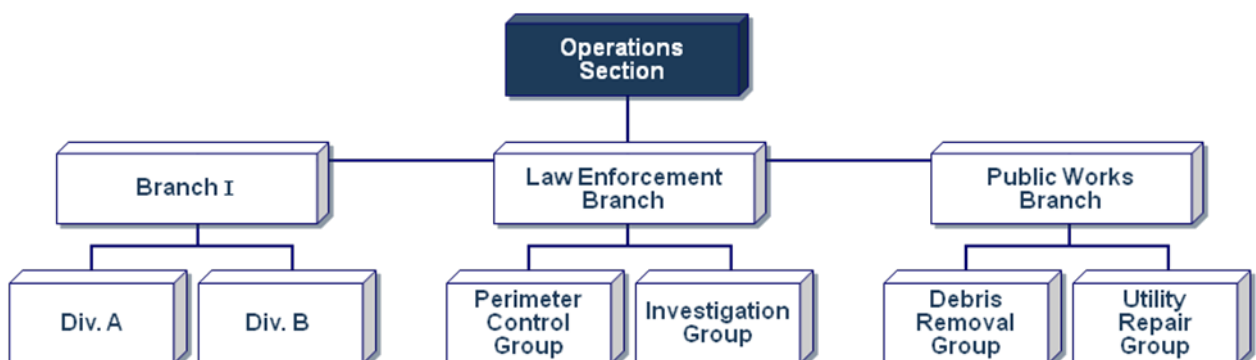 Operations
Section
Branch I
Law Enforcement
Branch
Public Works
Branch
Div. A
Div. B
Perimeter
Control
Group
Investigation
Group
Debris
Removal
Group
Utility
Repair
Group